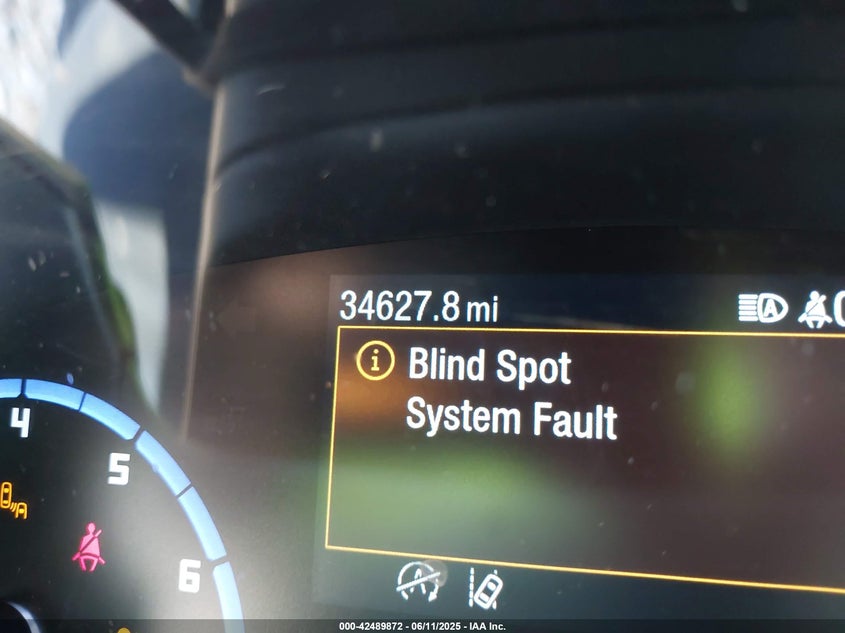 34627.8 mi
Blind Spot
System Fault
4
5
6
000-42489872 - 06/11/2025 - IAA Inc.